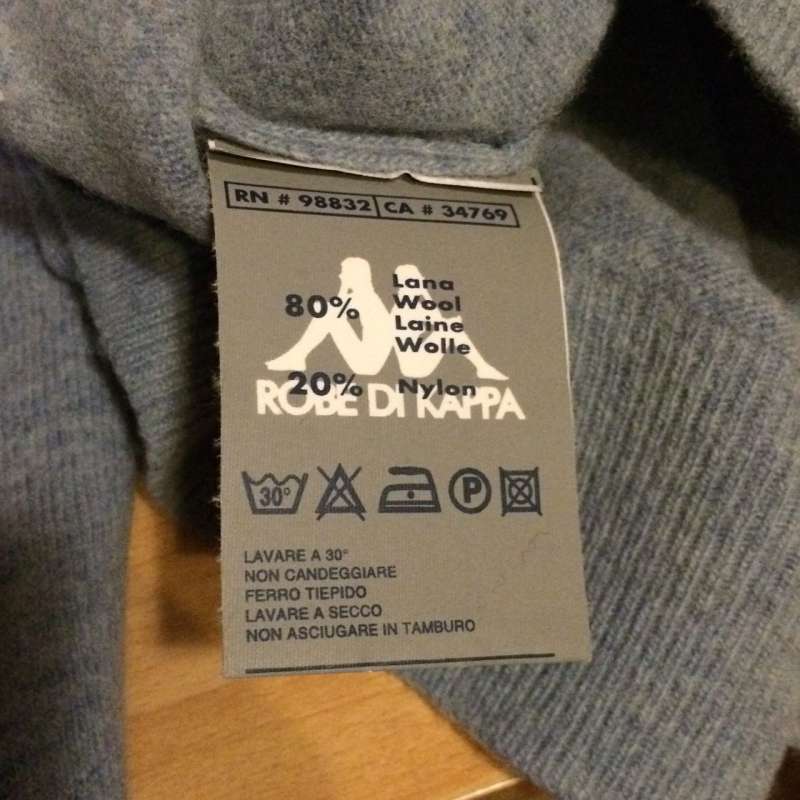 RN # 98832 CA # 34769
80% Lana
Wool
Laine
Wolle
20% Nylon
ROBE DI KAPPA
30° P
LAVARE A 30°
NON CANDEGGIARE
FERRO TIEPIDO
LAVARE A SECCO
NON ASCIUGARE IN TAMBURO